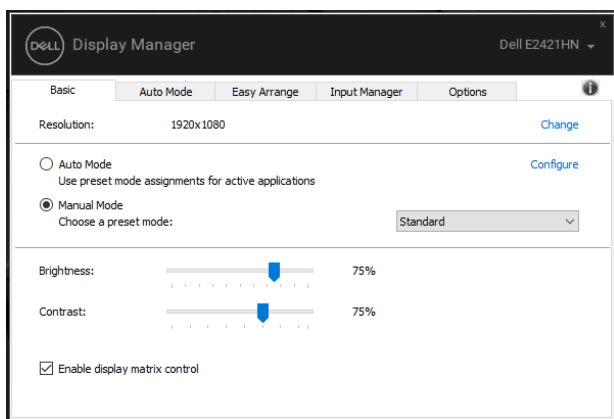 x
DELL Display Manager Dell E2421HN
Basic Auto Mode Easy Arrange Input Manager Options i
Resolution: 1920x1080 Change
Auto Mode Configure
Use preset mode assignments for active applications
Manual Mode
Choose a preset mode: Standard
Brightness: 75%
Contrast: 75%
Enable display matrix control